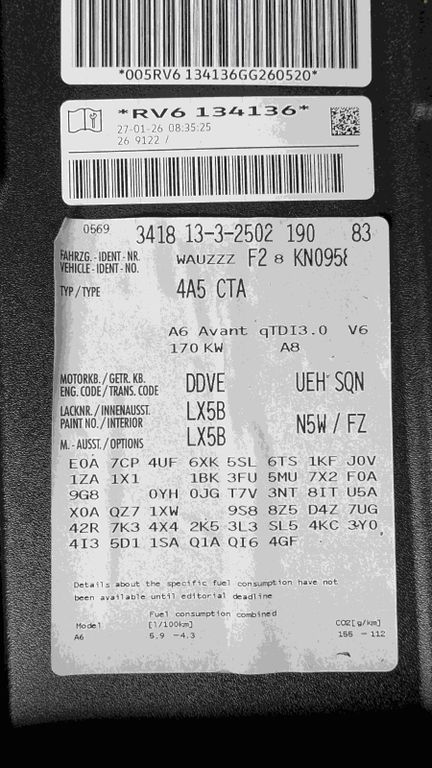 *005RV6 134136GG260520*
*RV6 134136*
27-01-26 08:35:25
26 9122 /
0569 3418 13-3-2502 190 83
FAHRZG.-IDENT-NR. WAUZZZ F2 8 KN0958
VEHICLE-IDENT-NO.
TYP/TYPE 4A5 CTA
A6 Avant qTDI3.0 V6
170 KW A8
MOTORKB./GETR. KB. DDVE UEH SQN
ENG. CODE/TRANS. CODE
LACKNR./INNENAUSST. LX5B N5W / FZ
PAINT NO./INTERIOR
M.-AUSST./OPTIONS LX5B
E0A 7CP 4UF 6XK 5SL 6TS 1KF J0V
1ZA 1X1 1BK 3FU 5MU 7X2 F0A
9G8 0YH 0JG T7V 3NT 8IT U5A
X0A QZ7 1XW 9S8 8Z5 D4Z 7UG
42R 7K3 4X4 2K5 3L3 SL5 4KC 3Y0
4I3 5D1 1SA Q1A QI6 4GF
Details about the specific fuel consumption have not
been available until editorial deadline
Fuel consumption combined
Model [l/100km] CO2[g/km]
A6 5.9 -4.3 155 - 112